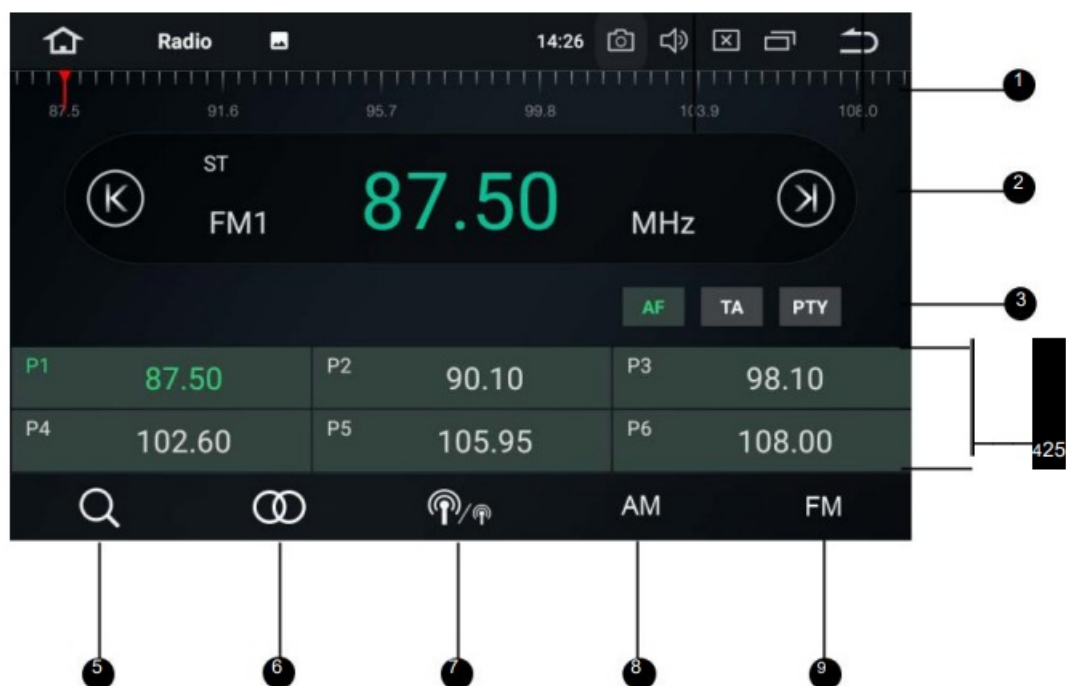 Radio 14:26
1
87.5 91.6 95.7 99.8 103.9 108.0
ST
2
FM1 87.50 MHz
AF TA PTY 3
P1 87.50 P2 90.10 P3 98.10
P4 102.60 P5 105.95 P6 108.00
425
AM FM
5 6 7 8 9